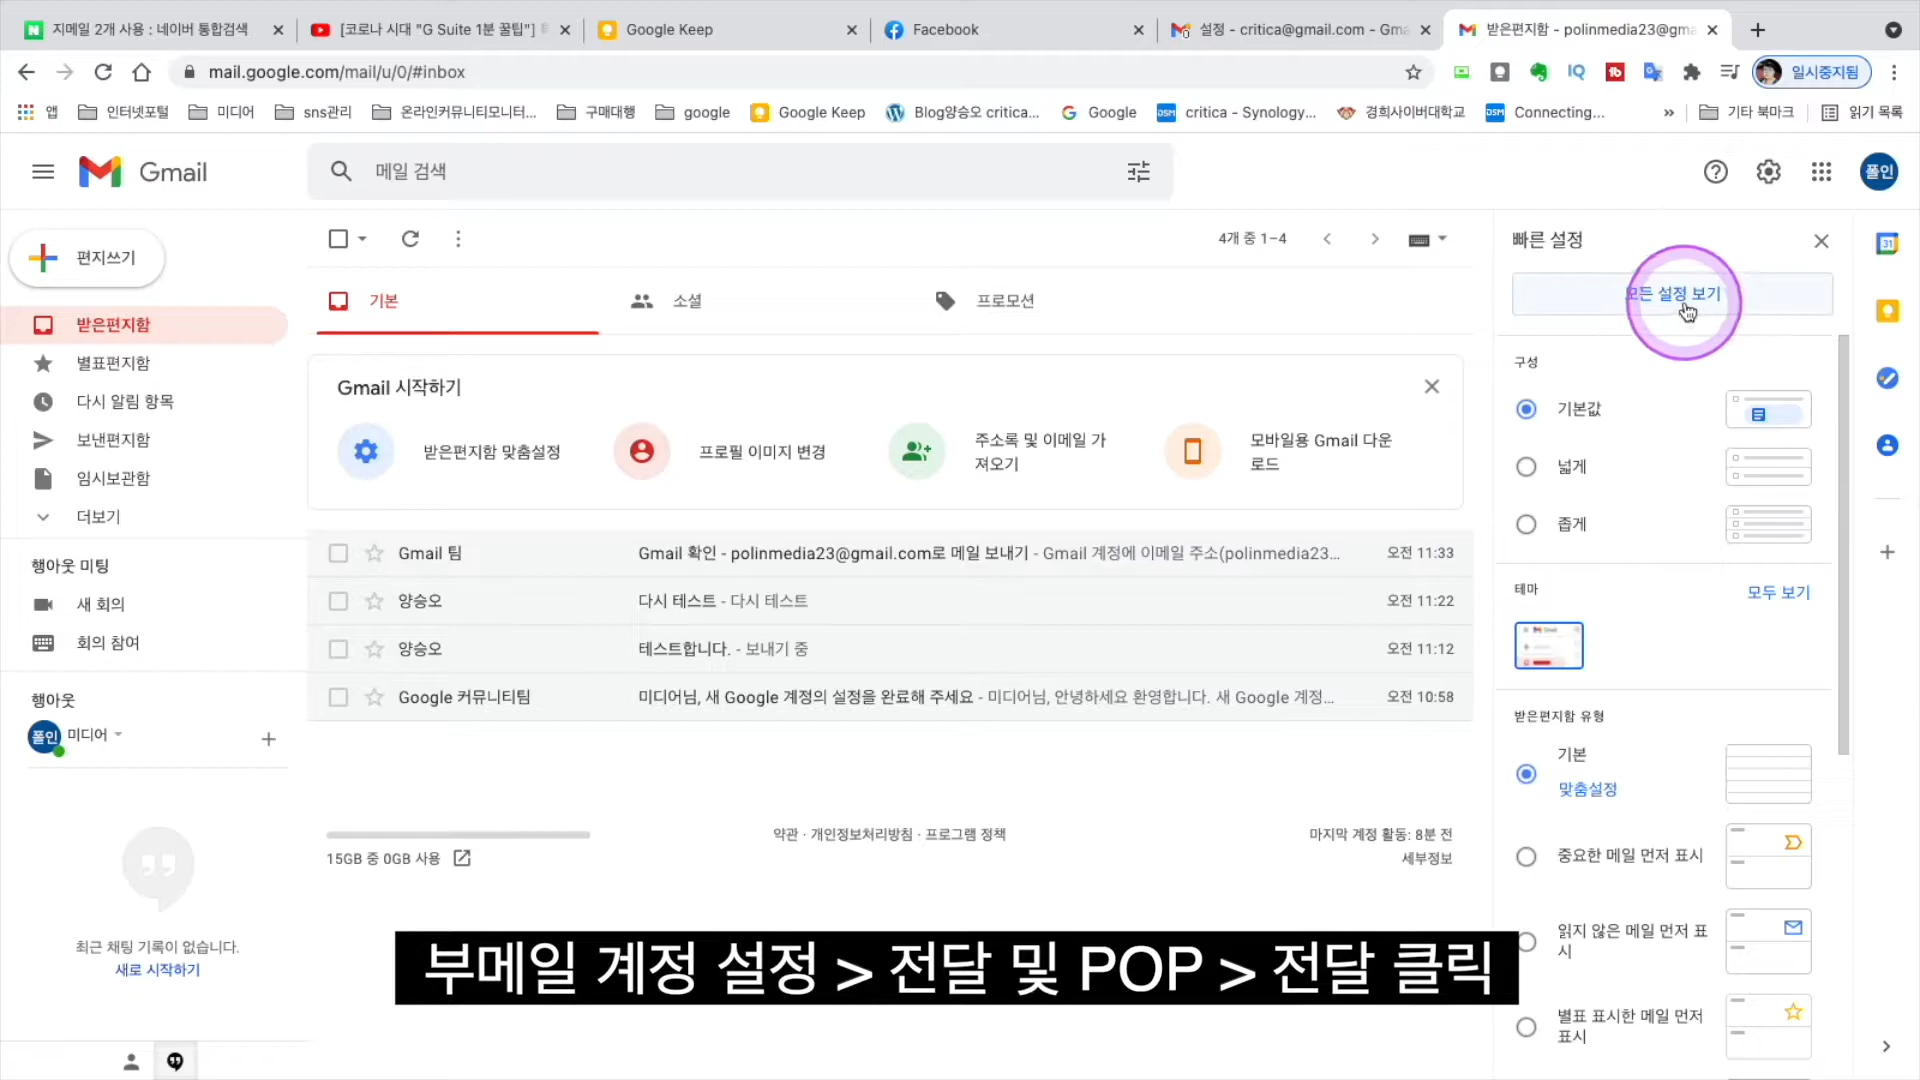 지메일 2개 사용 : 네이버 통합검색
[코로나 시대 "G Suite 1분 꿀팁"]
Google Keep
Facebook
설정 - critica@gmail.com - Gm
받은편지함 - polinmedia23@gma
mail.google.com/mail/u/0/#inbox
일시중지됨
앱
인터넷포털
미디어
sns관리
온라인커뮤니티모니터...
구매대행
google
Google Keep
Blog양승오 critica...
Google
critica - Synology...
경희사이버대학교
Connecting...
»
기타 북마크
읽기 목록
Gmail
메일 검색
폴인
편지쓰기
4개 중 1–4
빠른 설정
모든 설정 보기
받은편지함
별표편지함
다시 알림 항목
보낸편지함
임시보관함
더보기
기본
소셜
프로모션
Gmail 시작하기
받은편지함 맞춤설정
프로필 이미지 변경
주소록 및 이메일 가
져오기
모바일용 Gmail 다운
로드
Gmail 팀
Gmail 확인 - polinmedia23@gmail.com로 메일 보내기 - Gmail 계정에 이메일 주소(polinmedia23...
오전 11:33
양승오
다시 테스트 - 다시 테스트
오전 11:22
양승오
테스트합니다. - 보내기 중
오전 11:12
Google 커뮤니티팀
미디어님, 새 Google 계정의 설정을 완료해 주세요 - 미디어님, 안녕하세요 환영합니다. 새 Google 계정...
오전 10:58
행아웃 미팅
새 회의
회의 참여
행아웃
폴인
미디어
최근 채팅 기록이 없습니다.
새로 시작하기
15GB 중 0GB 사용
약관 · 개인정보처리방침 · 프로그램 정책
마지막 계정 활동: 8분 전
세부정보
구성
기본값
넓게
좁게
테마
모두 보기
받은편지함 유형
기본
맞춤설정
중요한 메일 먼저 표시
읽지 않은 메일 먼저 표
시
별표 표시한 메일 먼저
표시
31
부메일 계정 설정 > 전달 및 POP > 전달 클릭